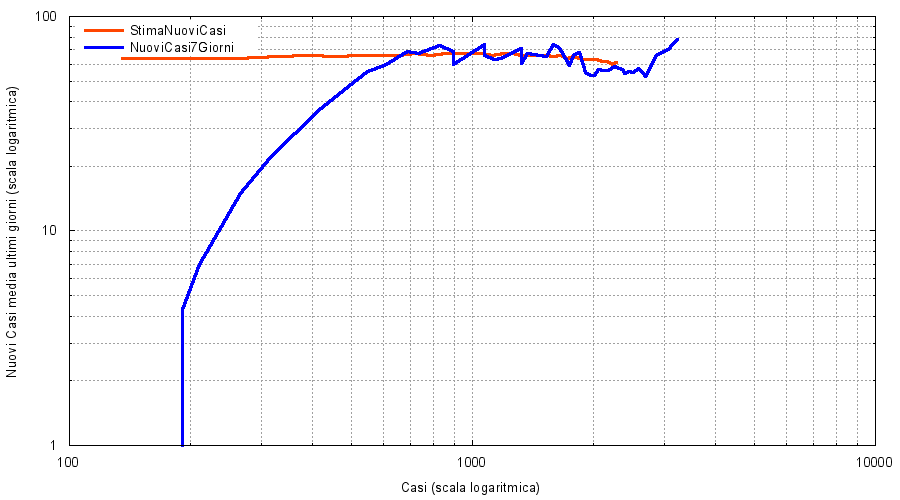 100
StimaNuoviCasi
NuoviCasi7Giorni
10
1
Nuovi Casi media ultimi giorni (scala logaritmica)
100 1000 10000
Casi (scala logaritmica)